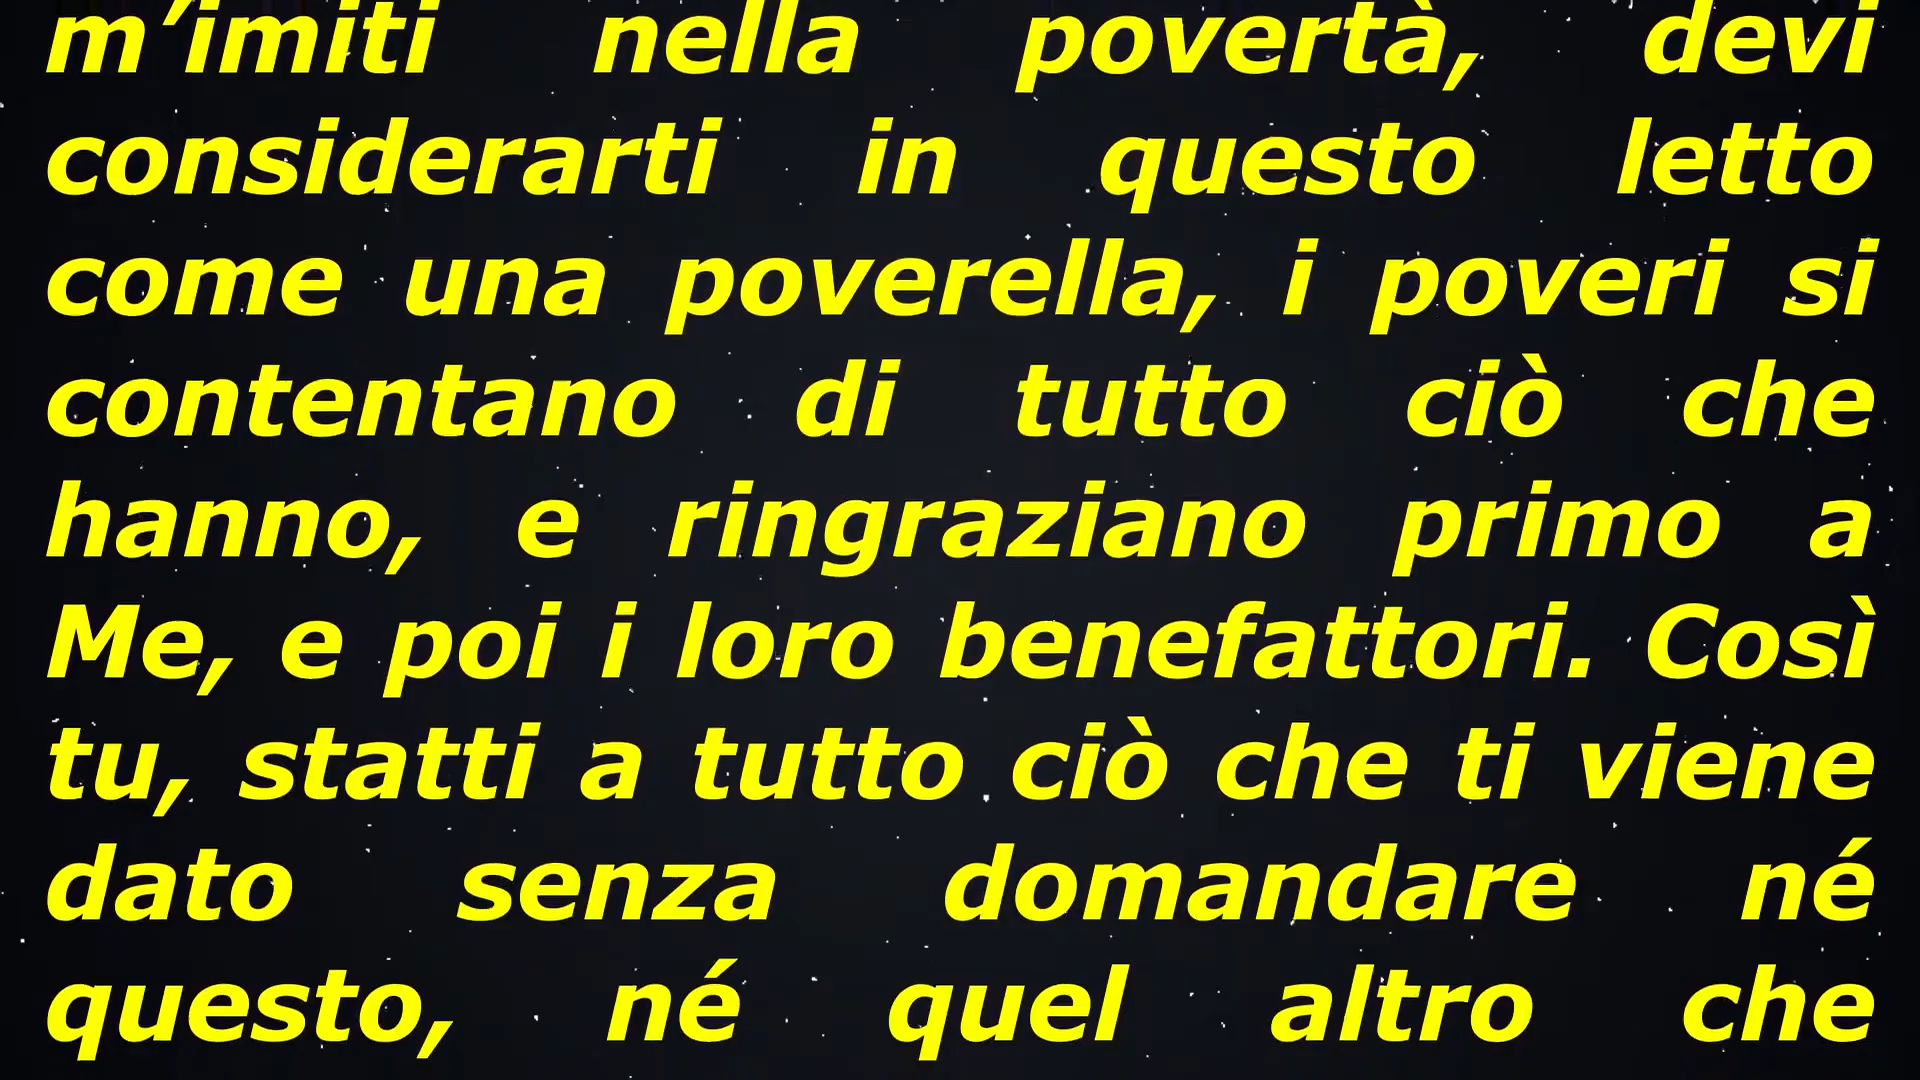 m’imiti nella povertà, devi
considerarti in questo letto
come una poverella, i poveri si
contentano di tutto ciò che
hanno, e ringraziano primo a
Me, e poi i loro benefattori. Così
tu, statti a tutto ciò che ti viene
dato senza domandare né
questo, né quel altro che